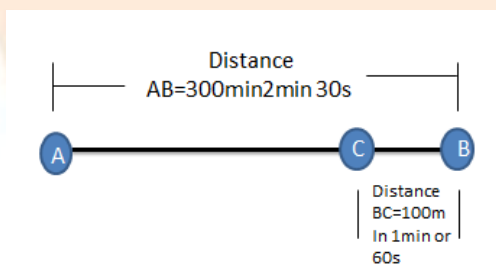 Distance
AB=300min2min 30s
A
C
B
Distance
BC=100m
In 1min or
60s